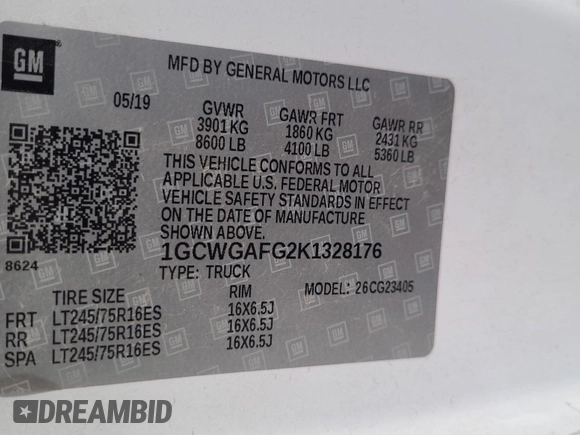 GM
MFD BY GENERAL MOTORS LLC
05/19 GVWR GAWR FRT GAWR RR
3901 KG 1860 KG 2431 KG
8600 LB 4100 LB 5360 LB
THIS VEHICLE CONFORMS TO ALL
APPLICABLE U.S. FEDERAL MOTOR
VEHICLE SAFETY STANDARDS IN EFFECT
ON THE DATE OF MANUFACTURE
SHOWN ABOVE.
8624
1GCWGAFG2K1328176
TYPE: TRUCK MODEL: 26CG23405
TIRE SIZE RIM
FRT LT245/75R16ES 16X6.5J
RR LT245/75R16ES 16X6.5J
SPA LT245/75R16ES 16X6.5J
DREAMBID